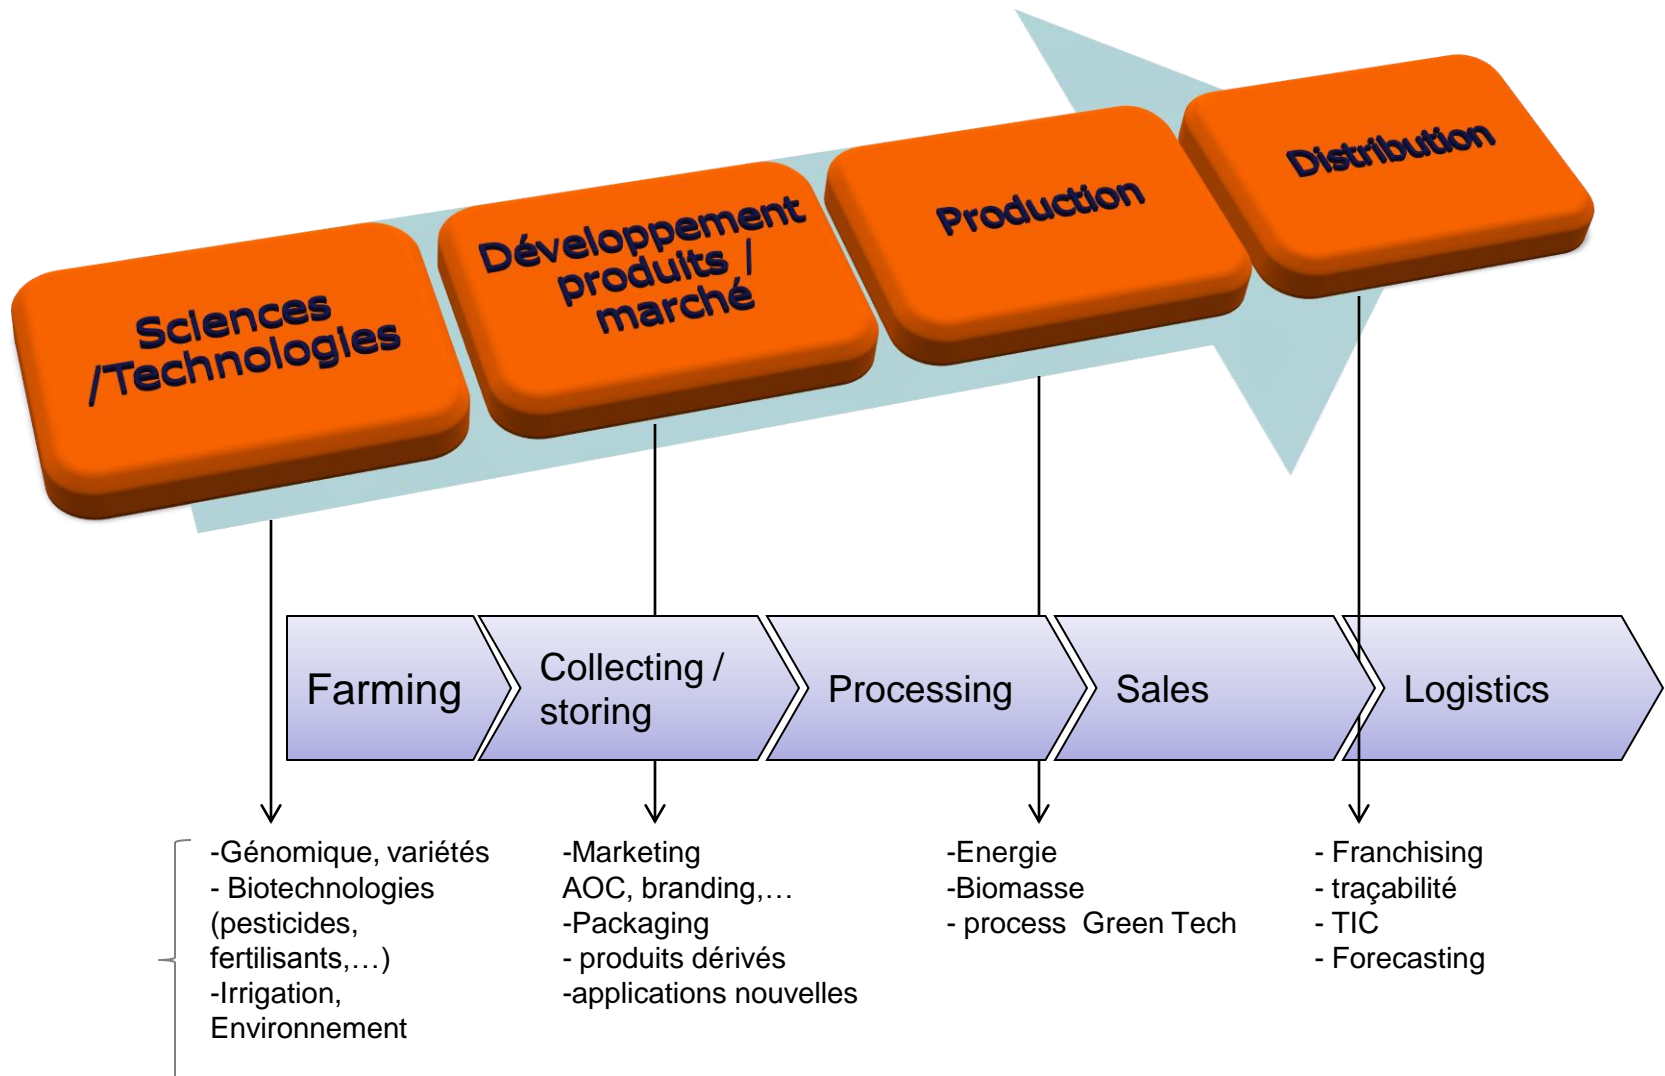 Sciences
/Technologies
Développement
produits /
marché
Production
Distribution
Farming
Collecting /
storing
Processing
Sales
Logistics
-Génomique, variétés
- Biotechnologies
(pesticides,
fertilisants,…)
-Irrigation,
Environnement
-Marketing
AOC, branding,…
-Packaging
- produits dérivés
-applications nouvelles
-Energie
-Biomasse
- process  Green Tech
- Franchising
- traçabilité
- TIC
- Forecasting